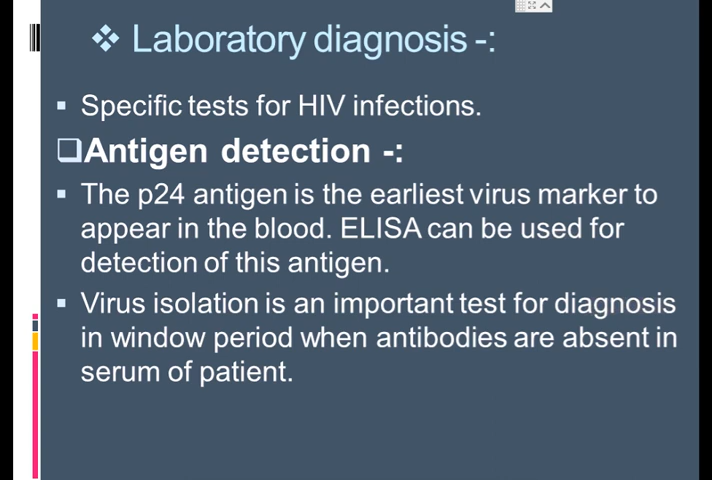 ❖ Laboratory diagnosis -:
▪ Specific tests for HIV infections.
❑Antigen detection -:
▪ The p24 antigen is the earliest virus marker to
appear in the blood. ELISA can be used for
detection of this antigen.
▪ Virus isolation is an important test for diagnosis
in window period when antibodies are absent in
serum of patient.